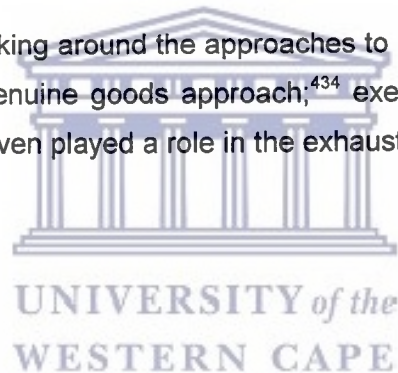 king around the approaches to
enuine goods approach;⁴³⁴ exe
ven played a role in the exhaust
UNIVERSITY of the
WESTERN CAPE